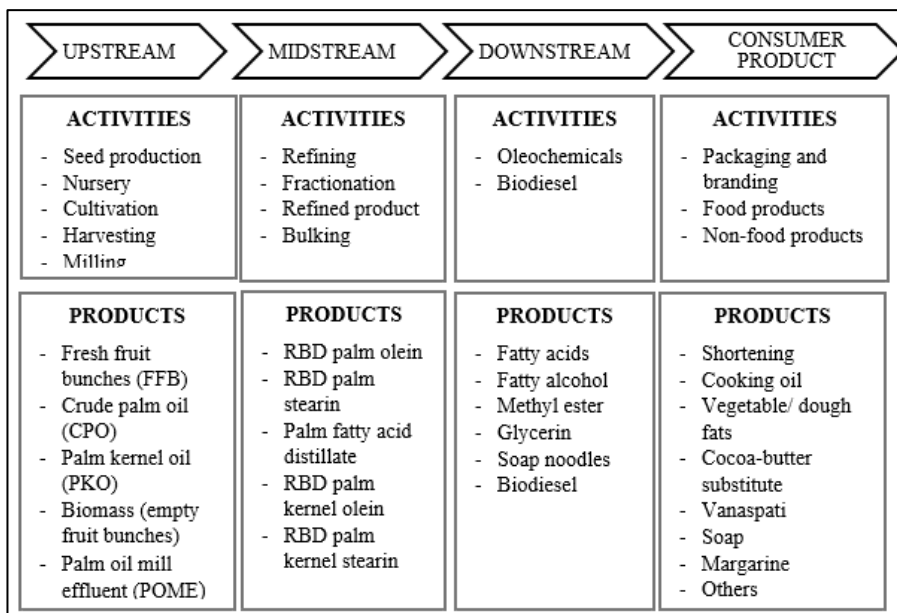 UPSTREAM
MIDSTREAM
DOWNSTREAM
CONSUMER
PRODUCT
ACTIVITIES
- Seed production
- Nursery
- Cultivation
- Harvesting
- Milling
ACTIVITIES
- Refining
- Fractionation
- Refined product
- Bulking
ACTIVITIES
- Oleochemicals
- Biodiesel
ACTIVITIES
- Packaging and
branding
- Food products
- Non-food products
PRODUCTS
- Fresh fruit
bunches (FFB)
- Crude palm oil
(CPO)
- Palm kernel oil
(PKO)
- Biomass (empty
fruit bunches)
- Palm oil mill
effluent (POME)
PRODUCTS
- RBD palm olein
- RBD palm
stearin
- Palm fatty acid
distillate
- RBD palm
kernel olein
- RBD palm
kernel stearin
PRODUCTS
- Fatty acids
- Fatty alcohol
- Methyl ester
- Glycerin
- Soap noodles
- Biodiesel
PRODUCTS
- Shortening
- Cooking oil
- Vegetable/ dough
fats
- Cocoa-butter
substitute
- Vanaspati
- Soap
- Margarine
- Others